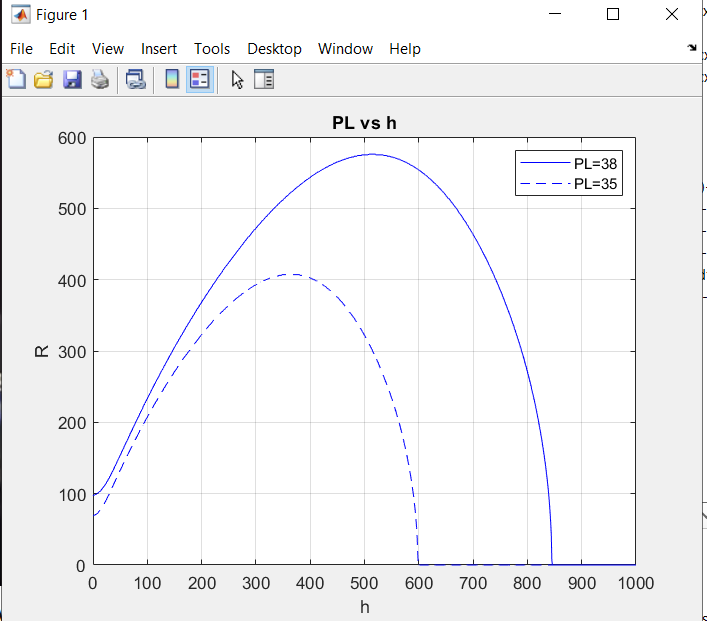 Figure 1
File Edit View Insert Tools Desktop Window Help
PL vs h
600
500
400
300
200
100
0
R
PL=38
PL=35
0 100 200 300 400 500 600 700 800 900 1000
h